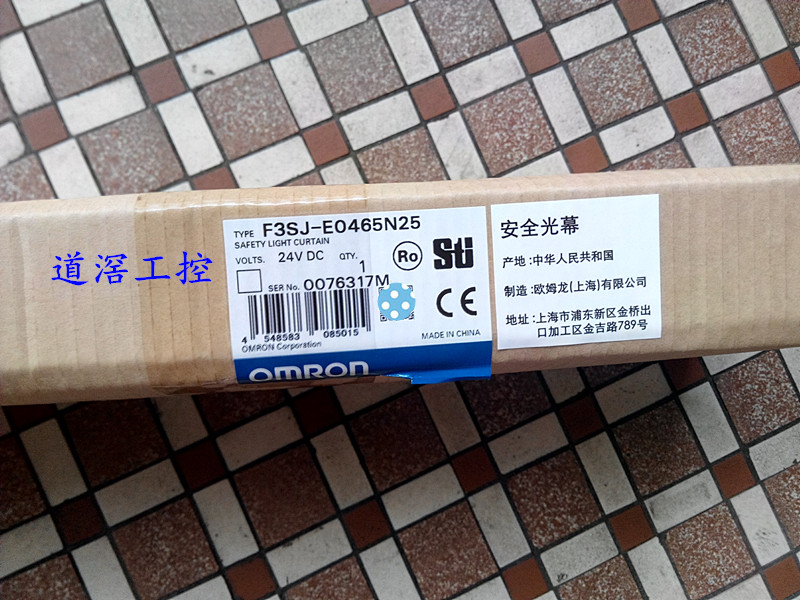 道滘工控
TYPE F3SJ-E0465N25
SAFETY LIGHT CURTAIN
VOLTS. 24V DC QTY. 1
SER No. 0076317M
Ro
Sti
CE
4 548583 085015
OMRON Corporation
MADE IN CHINA
OMRON
安全光幕
产地:中华人民共和国
制造:欧姆龙(上海)有限公司
地址:上海市浦东新区金桥出
口加工区金吉路789号